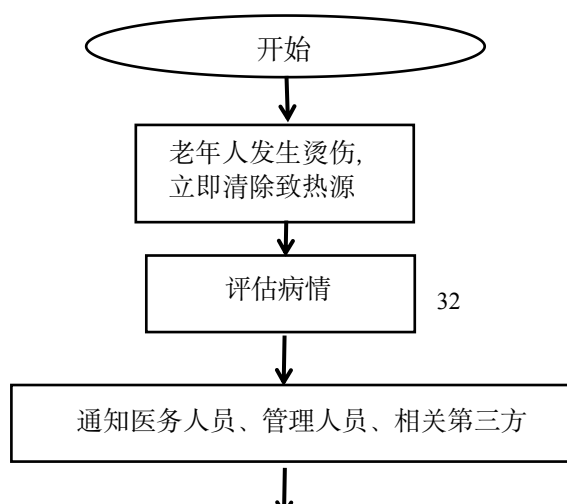 开始
老年人发生烫伤，
立即清除致热源
评估病情
32
通知医务人员、管理人员、相关第三方